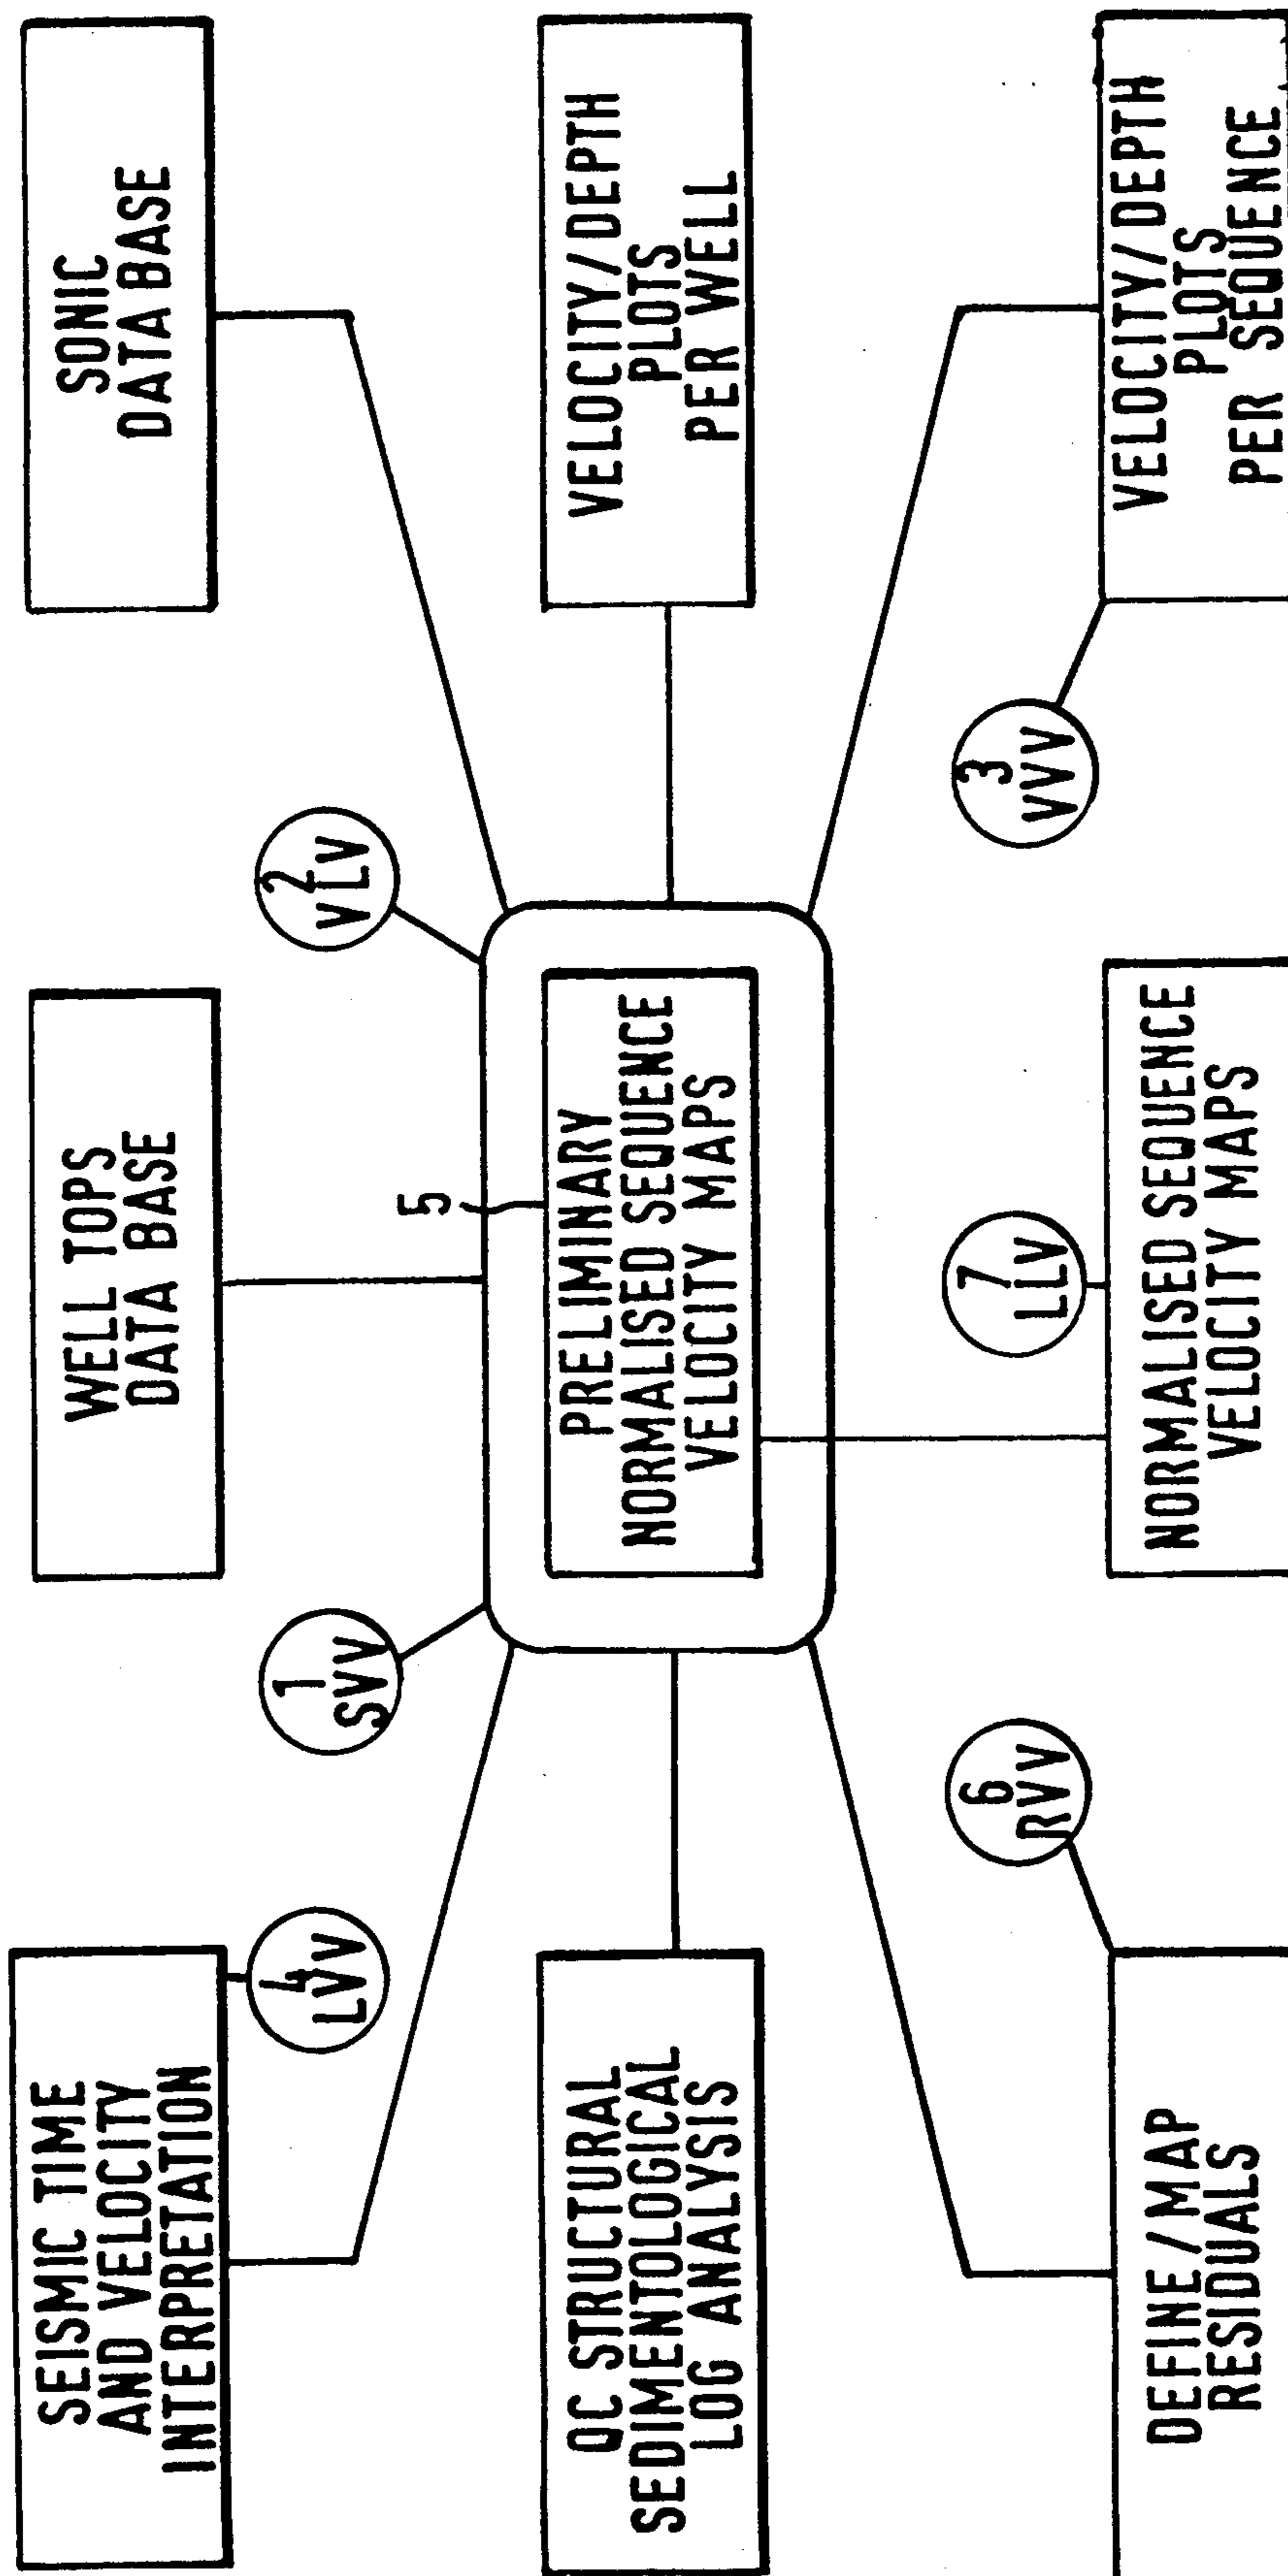 SEISMIC TIME
AND VELOCITY
INTERPRETATION
4
LVV
1
SVV
WELL TOPS
DATA BASE
2
VLV
SONIC
DATA BASE
QC STRUCTURAL
SEDIMENTOLOGICAL
LOG ANALYSIS
5
PRELIMINARY
NORMALISED SEQUENCE
VELOCITY MAPS
VELOCITY/DEPTH
PLOTS
PER WELL
DEFINE/MAP
RESIDUALS
6
RVV
7
LLV
NORMALISED SEQUENCE
VELOCITY MAPS
3
VVV
VELOCITY/DEPTH
PLOTS
PER SEQUENCE